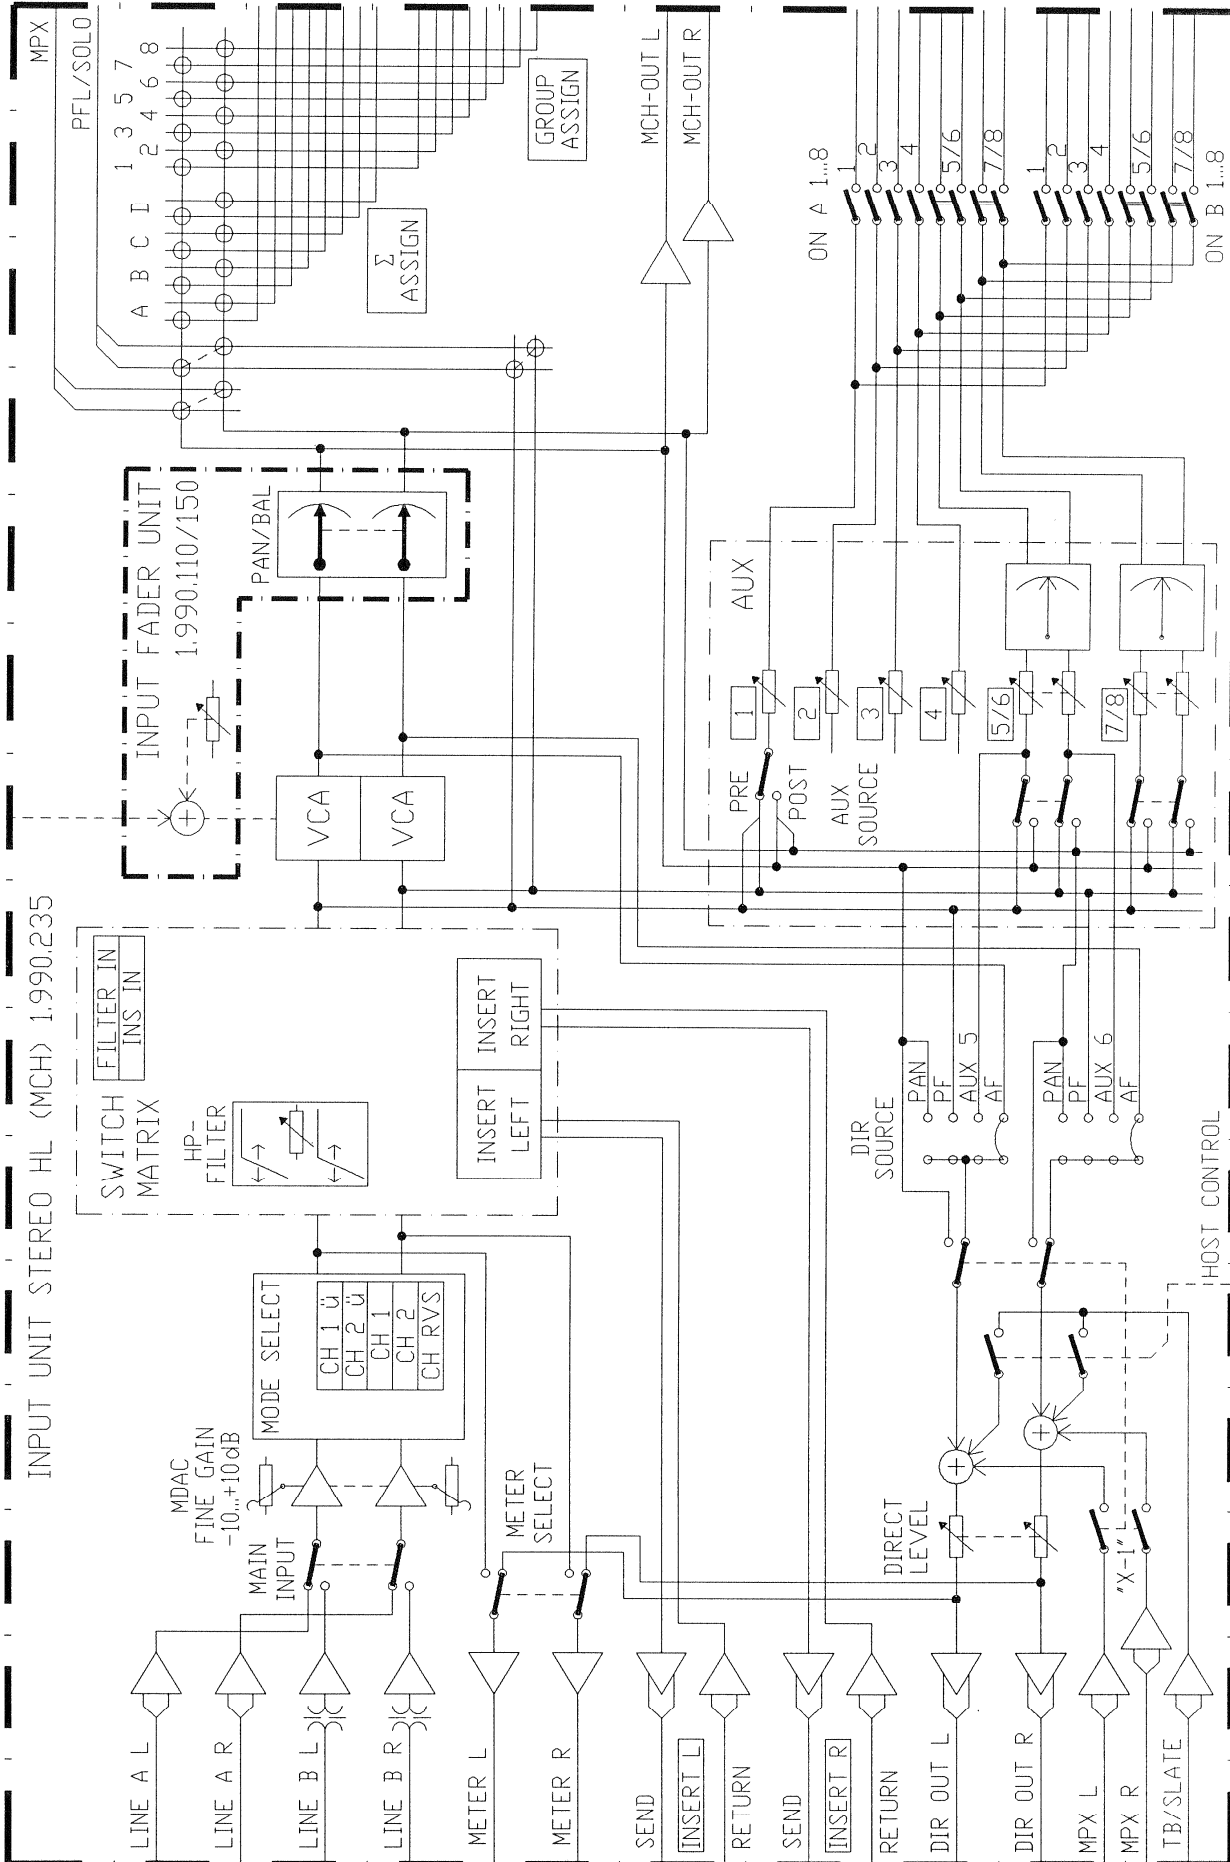 INPUT UNIT STEREO HL (MCH) 1.990.235
LINE A L
LINE A R
LINE B L
LINE B R
METER L
METER R
SEND
INSERT L
RETURN
SEND
INSERT R
RETURN
DIR OUT L
DIR OUT R
MPX L
MPX R
TB/SLATE
MAIN
INPUT
MDAC
FINE GAIN
-10...+10dB
MODE SELECT
CH 1 ü
CH 2 ü
CH 1
CH 2
CH RVS
METER
SELECT
DIRECT
LEVEL
"X-1"
HOST CONTROL
SWITCH
MATRIX
FILTER IN
INS IN
HP-
FILTER
INSERT
LEFT
INSERT
RIGHT
DIR
SOURCE
PAN
PF
AUX 5
AF
PAN
PF
AUX 6
AF
INPUT FADER UNIT
1.990.110/150
VCA
VCA
PAN/BAL
AUX
PRE
POST
AUX
SOURCE
1
2
3
4
5/6
7/8
MPX
PFL/SOLO
A B C D
1 3 5 7
2 4 6 8
Σ
ASSIGN
GROUP
ASSIGN
MCH-OUT L
MCH-OUT R
ON A 1...8
1
2
3
4
5/6
7/8
1
2
3
4
5/6
7/8
ON B 1...8